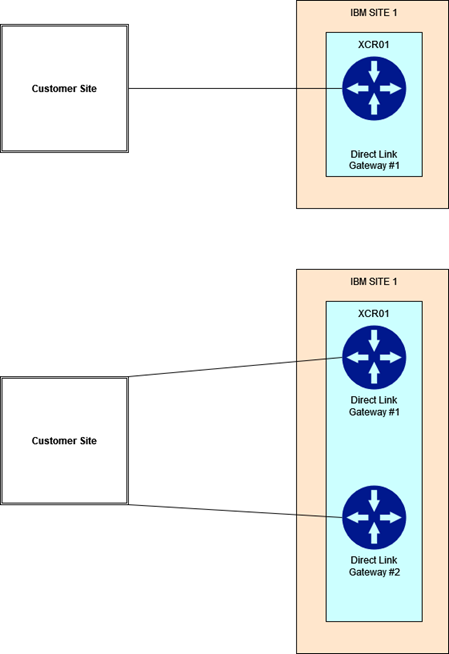 IBM SITE 1
XCR01
Customer Site
Direct Link
Gateway #1
IBM SITE 1
XCR01
Direct Link
Gateway #1
Customer Site
Direct Link
Gateway #2